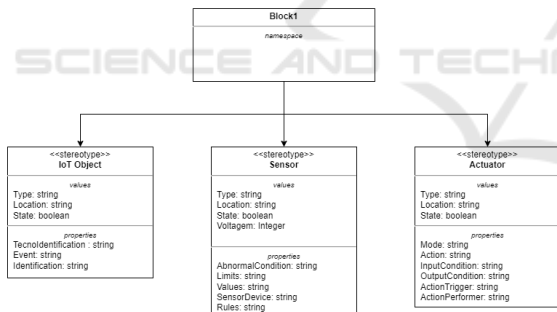 Block1
namespace
SCIENCE AND TECH
<<stereotype>>
IoT Object
values
Type: string
Location: string
State: boolean
properties
TecnoIdentification : string
Event: string
Identification: string
<<stereotype>>
Sensor
values
Type: string
Location: string
State: boolean
Voltagem: Integer
properties
AbnormalCondition: string
Limits: string
Values: string
SensorDevice: string
Rules: string
<<stereotype>>
Actuator
values
Type: string
Location: string
State: boolean
properties
Mode: string
Action: string
InputCondition: string
OutputCondition: string
ActionTrigger: string
ActionPerformer: string